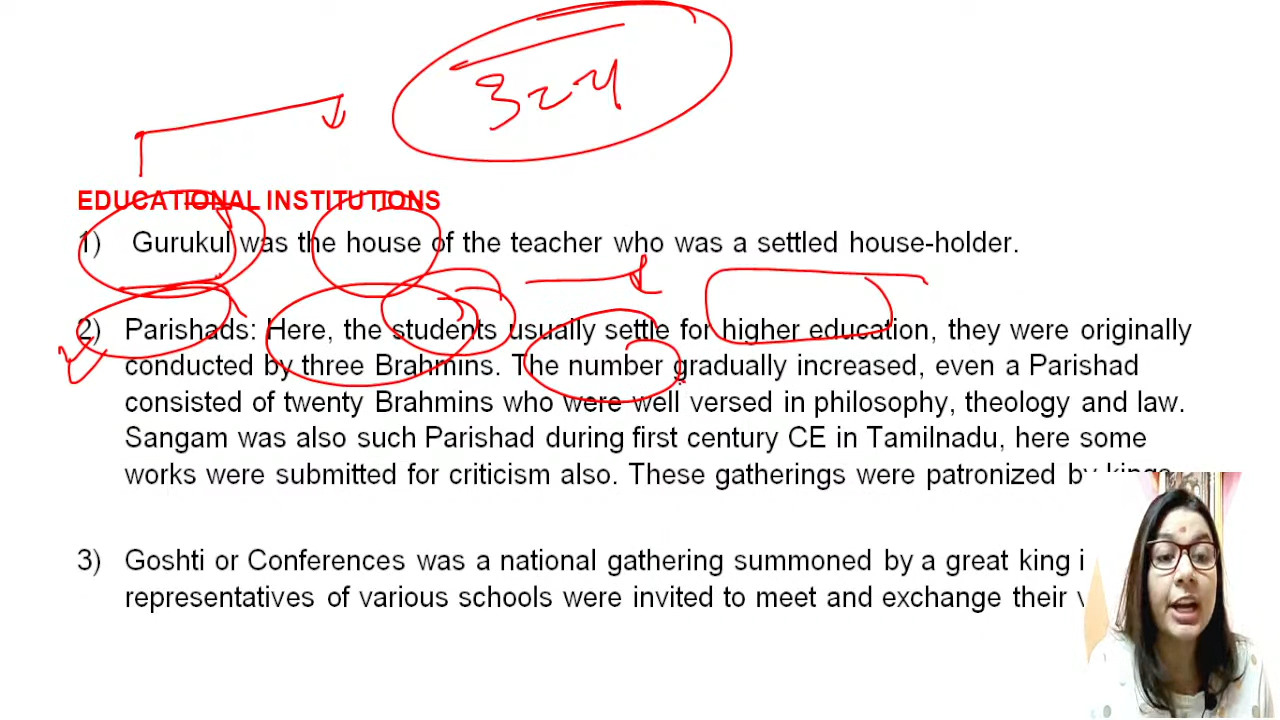 3-4
EDUCATIONAL INSTITUTIONS
1) Gurukul was the house of the teacher who was a settled house-holder.
2) Parishads: Here, the students usually settle for higher education, they were originally
conducted by three Brahmins. The number gradually increased, even a Parishad
consisted of twenty Brahmins who were well versed in philosophy, theology and law.
Sangam was also such Parishad during first century CE in Tamilnadu, here some
works were submitted for criticism also. These gatherings were patronized by kings
3) Goshti or Conferences was a national gathering summoned by a great king
representatives of various schools were invited to meet and exchange their